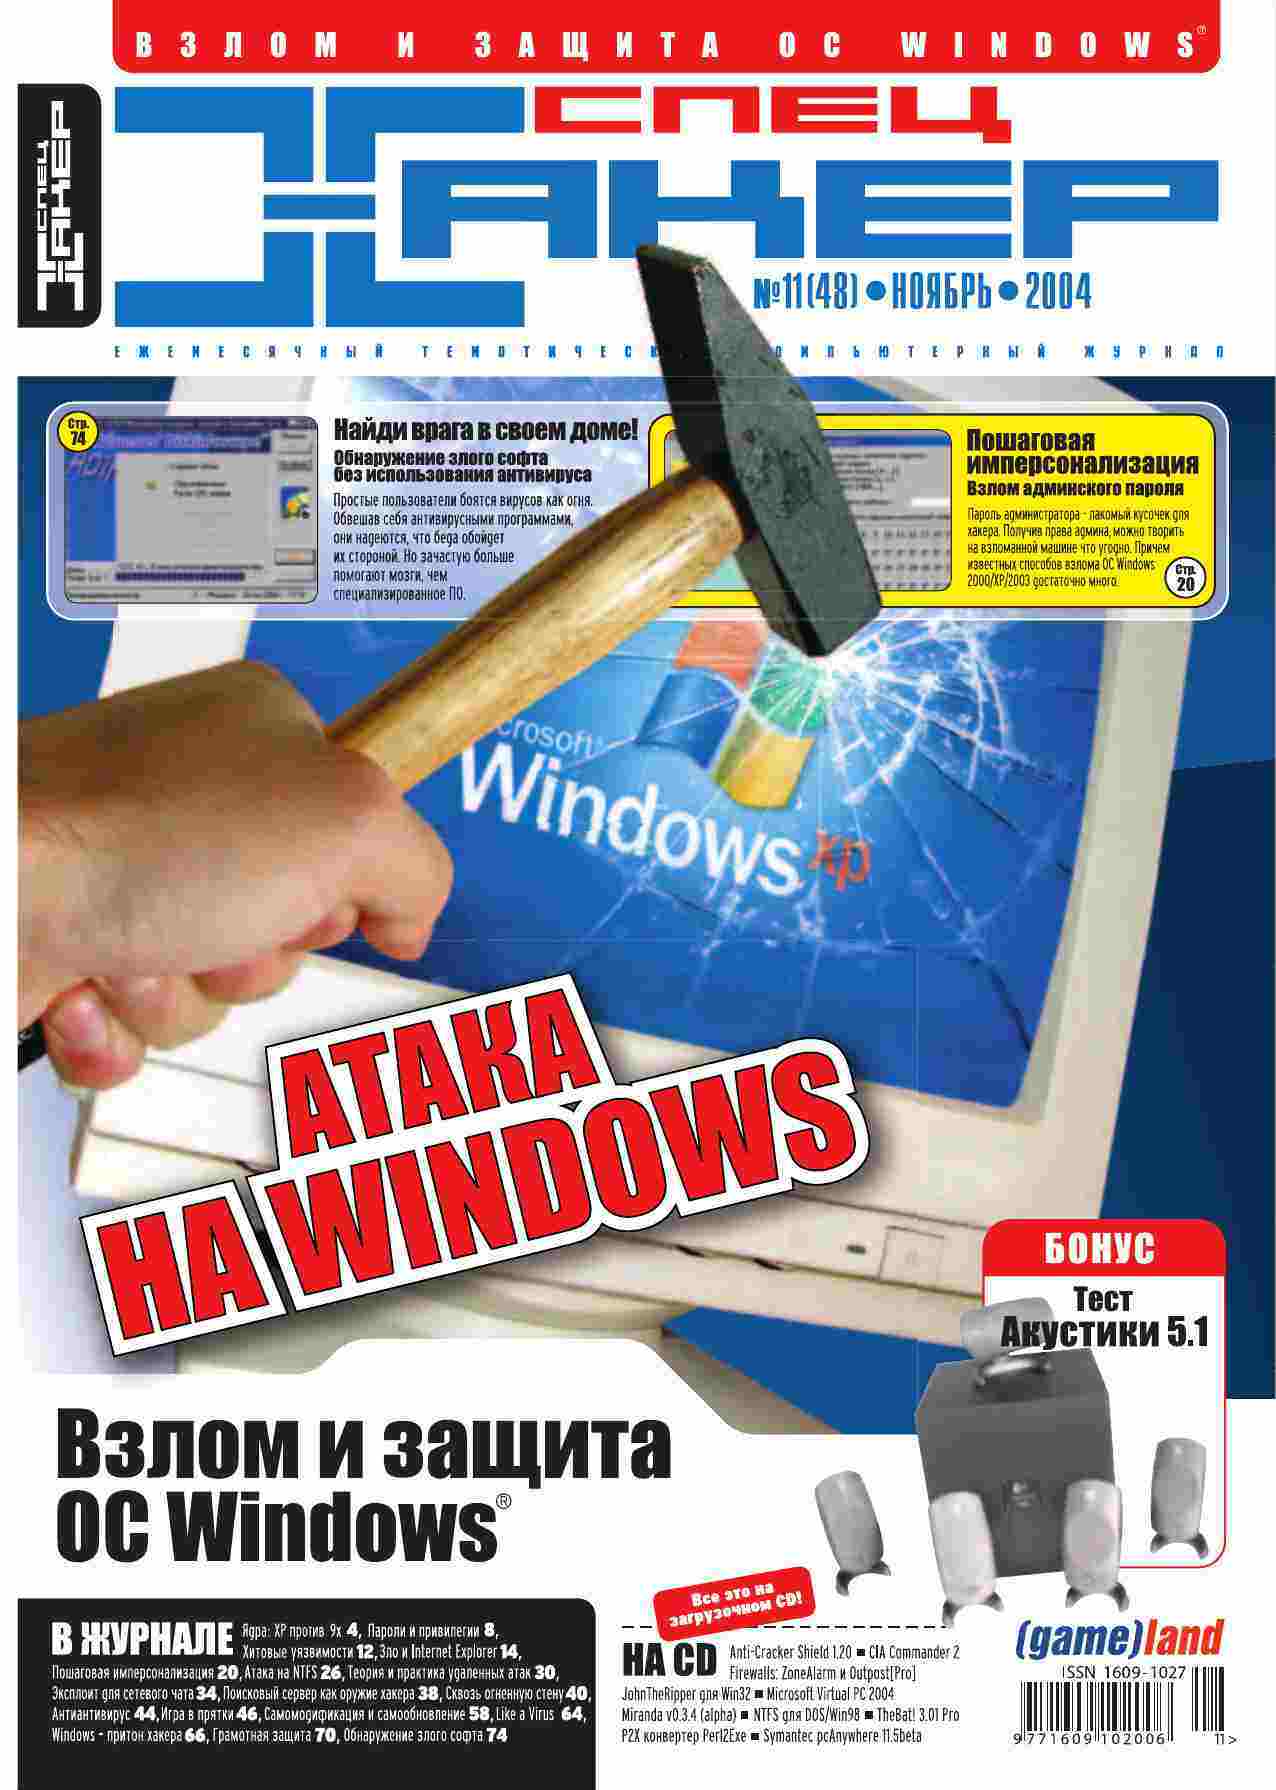 ВЗЛОМ И ЗАЩИТА ОС WINDOWS®
СПЕЦ
ХАКЕР
СПЕЦ
ХАКЕР
№11(48) • НОЯБРЬ • 2004
ЕЖЕМЕСЯЧНЫЙ ЖУРНАЛ
Стр.
74
Найди врага в своем доме!
Обнаружение злого софта
без использования антивируса
Простые пользователи боятся вирусов как огня.
Обвешав себя антивирусными программами,
они надеются, что беда обойдет
их стороной. Но зачастую больше
помогают мозги, чем
специализированное ПО.
Пошаговая
имперсонализация
Взлом админского пароля
Пароль администратора - лакомый кусочек для
хакера. Получив права админа, можно творить
на взломанной машине что угодно. Причем
известных способов взлома ОС Windows
2000/XP/2003 достаточно много.
Стр.
20
crosoft
Windows xp
АТАКА
НА WINDOWS
БОНУС
Тест
Акустики 5.1
Взлом и защита
ОС Windows®
В ЖУРНАЛЕ
Ядра: XP против 9x 4, Пароли и привилегии 8,
Хитовые уязвимости 12, Зло и Internet Explorer 14,
Пошаговая имперсонализация 20, Атака на NTFS 26, Теория и практика удаленных атак 30,
Эксплоит для сетевого чата 34, Поисковый сервер как оружие хакера 38, Сквозь огненную стену 40,
Антиантивирус 44, Игра в прятки 46, Самомодификация и самообновление 58, Like a Virus 64,
Windows - притон хакера 66, Грамотная защита 70, Обнаружение злого софта 74
Все это на
загрузочном CD!
НА CD
Anti-Cracker Shield 1.20 ■ CIA Commander 2
Firewalls: ZoneAlarm и Outpost[Pro]
JohnTheRipper для Win32 ■ Microsoft Virtual PC 2004
Miranda v0.3.4 (alpha) ■ NTFS для DOS/Win98 ■ TheBat! 3.01 Pro
P2X конвертер Perl2Exe ■ Symantec pcAnywhere 11.5beta
(game)land
ISSN 1609-1027
9 771609 102006 11>